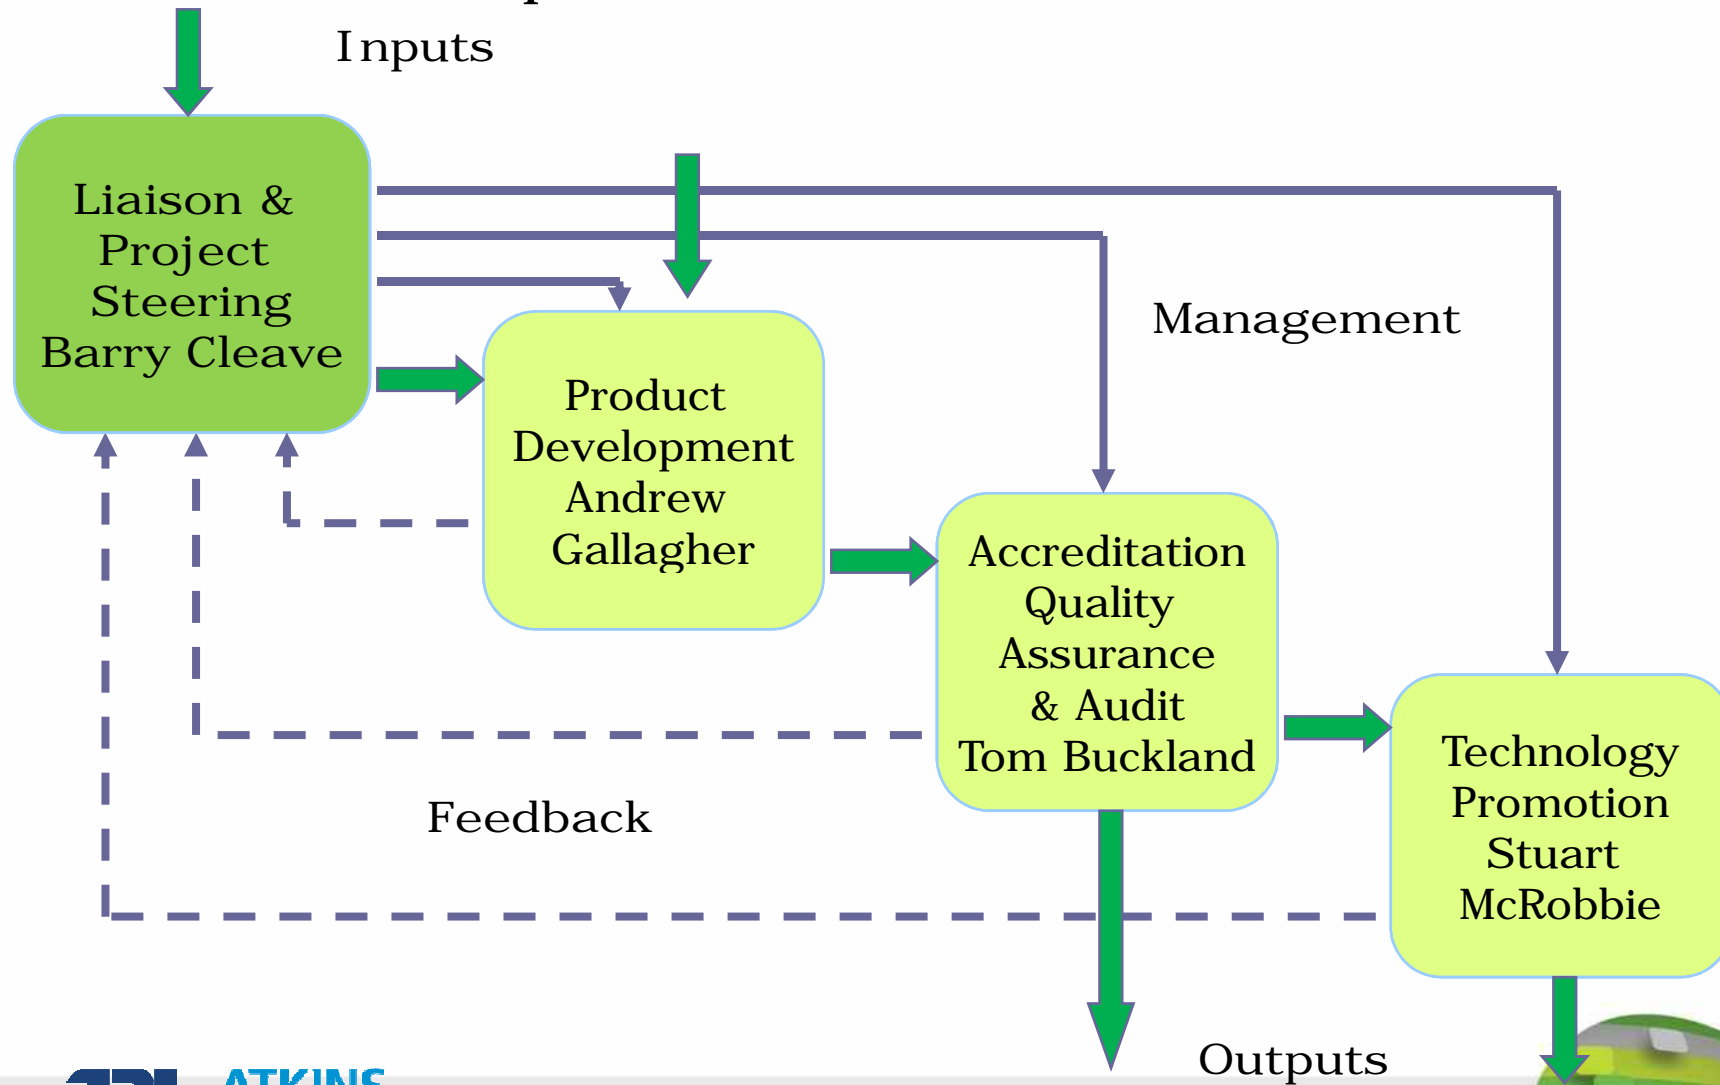 Inputs
Liaison &
Project
Steering
Barry Cleave
Management
Product
Development
Andrew
Gallagher
Accreditation
Quality
Assurance
& Audit
Tom Buckland
Technology
Promotion
Stuart
McRobbie
Feedback
Outputs
ATKINS